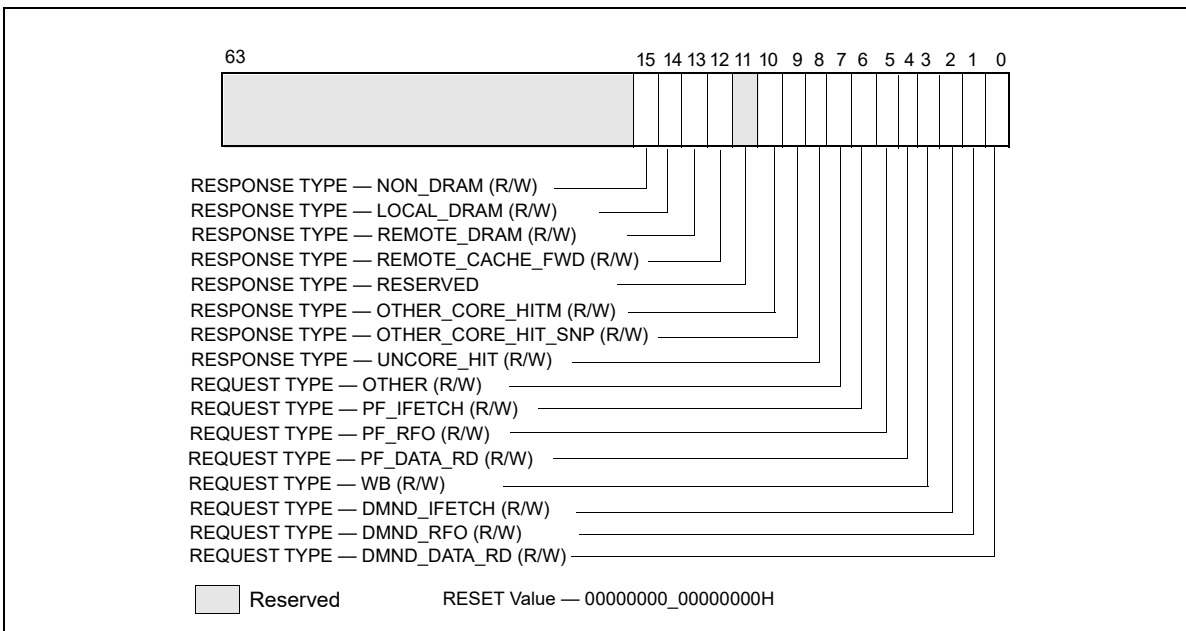 63 15 14 13 12 11 10 9 8 7 6 5 4 3 2 1 0
RESPONSE TYPE — NON_DRAM (R/W)
RESPONSE TYPE — LOCAL_DRAM (R/W)
RESPONSE TYPE — REMOTE_DRAM (R/W)
RESPONSE TYPE — REMOTE_CACHE_FWD (R/W)
RESPONSE TYPE — RESERVED
RESPONSE TYPE — OTHER_CORE_HITM (R/W)
RESPONSE TYPE — OTHER_CORE_HIT_SNP (R/W)
RESPONSE TYPE — UNCORE_HIT (R/W)
REQUEST TYPE — OTHER (R/W)
REQUEST TYPE — PF_IFETCH (R/W)
REQUEST TYPE — PF_RFO (R/W)
REQUEST TYPE — PF_DATA_RD (R/W)
REQUEST TYPE — WB (R/W)
REQUEST TYPE — DMND_IFETCH (R/W)
REQUEST TYPE — DMND_RFO (R/W)
REQUEST TYPE — DMND_DATA_RD (R/W)
Reserved RESET Value — 00000000_00000000H